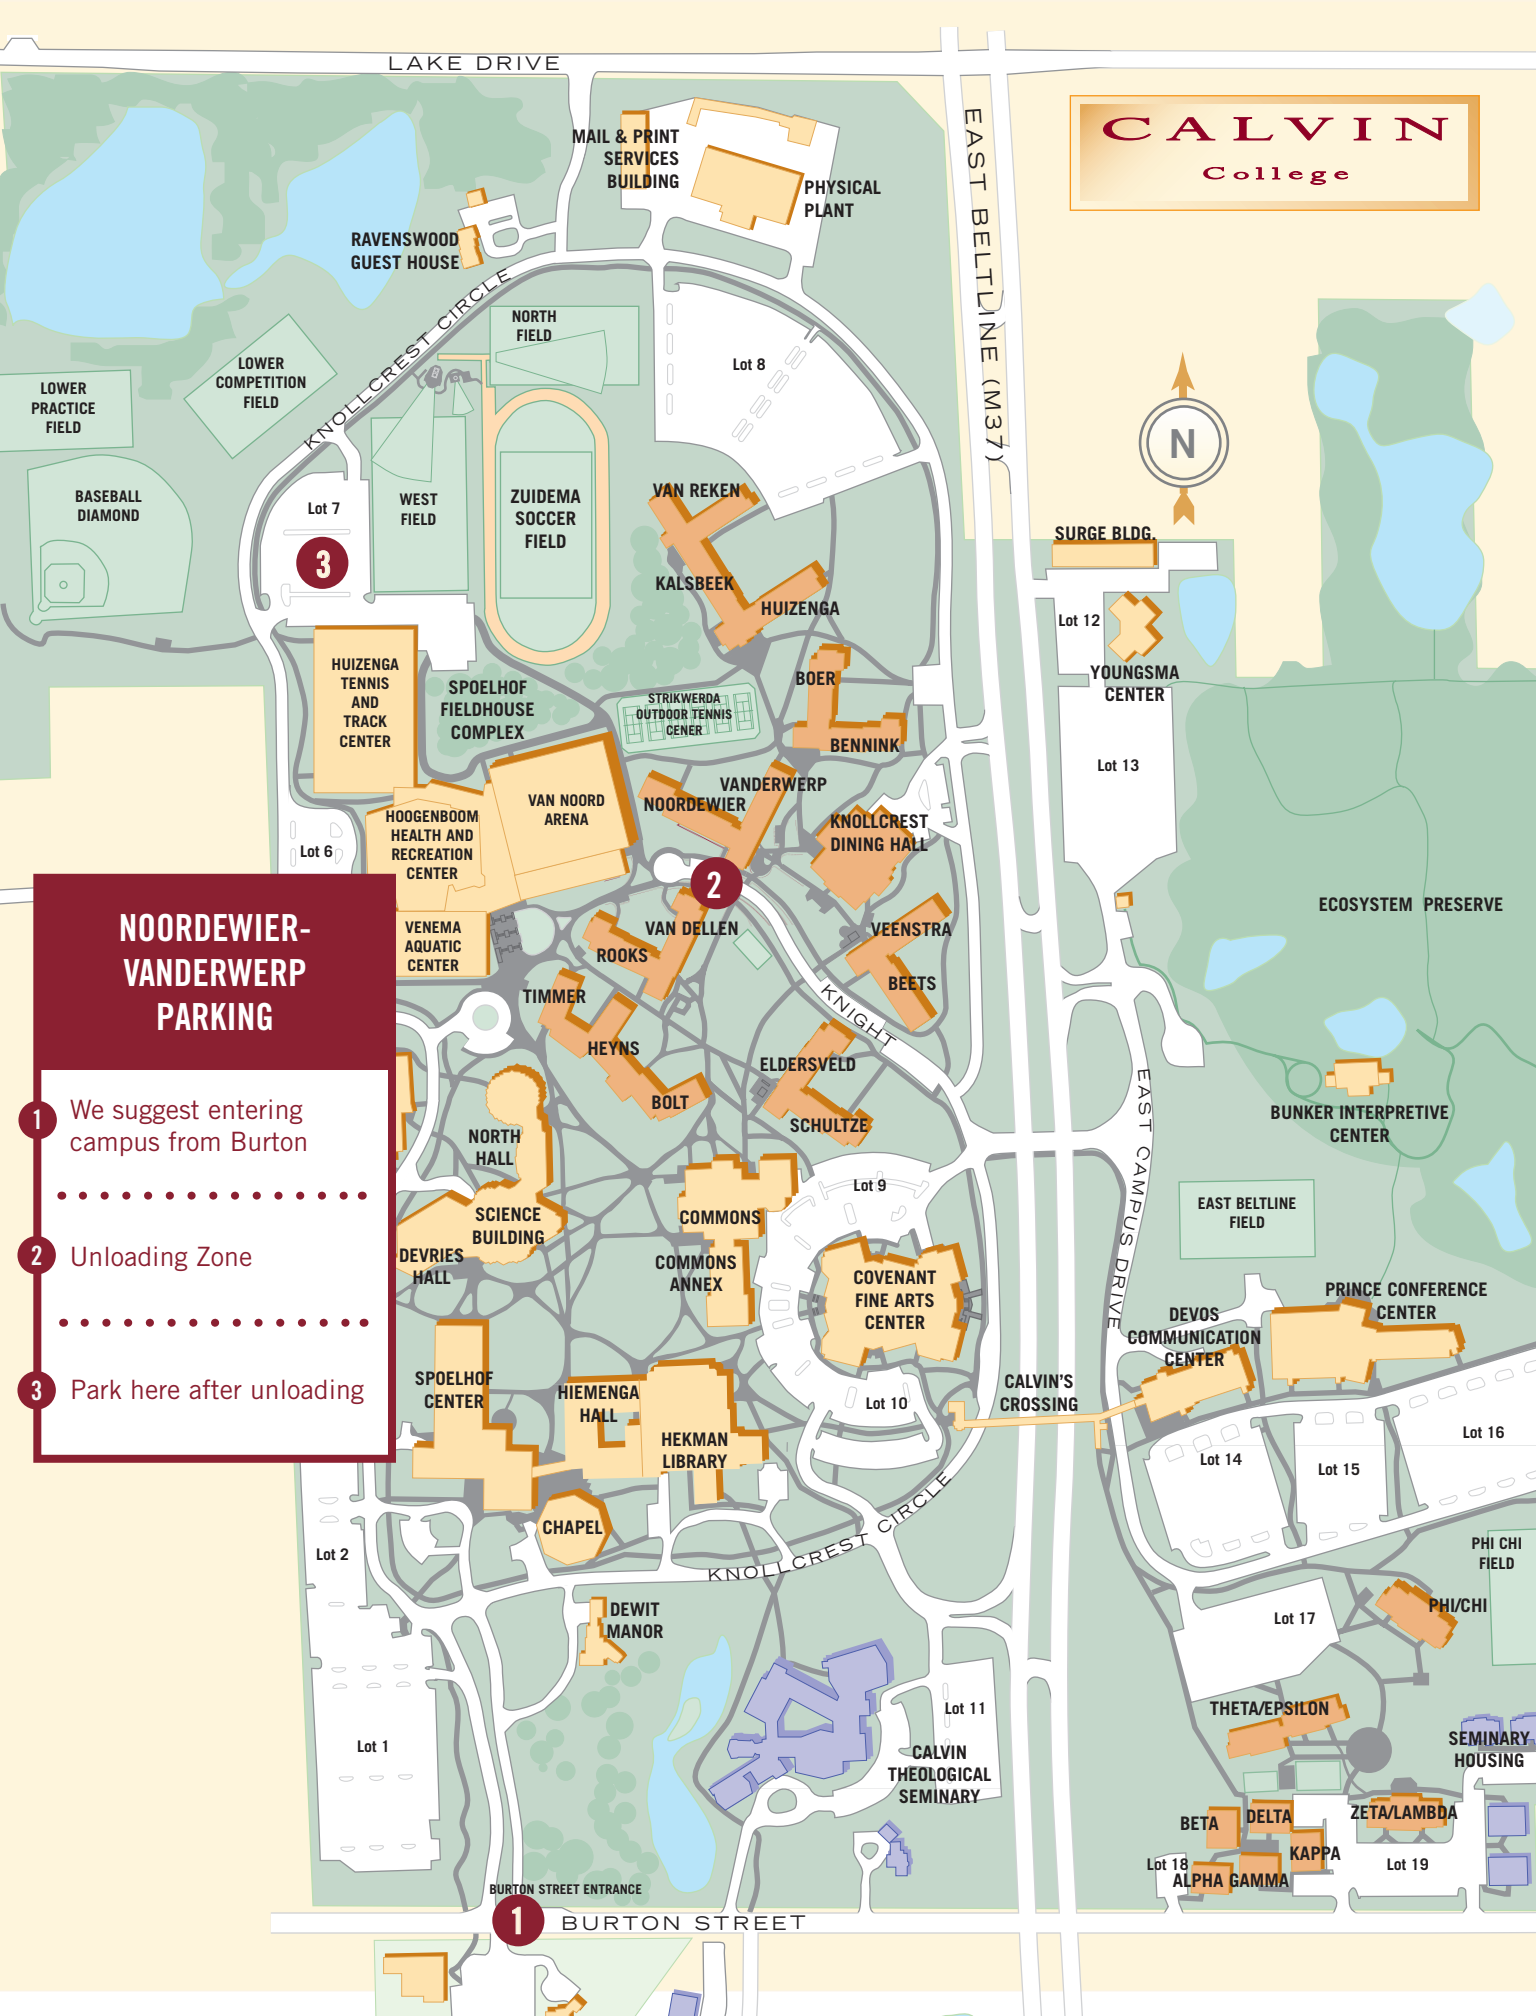 LAKE DRIVE
CALVIN
College
EAST BELTLINE (M37)
MAIL & PRINT
SERVICES
BUILDING
PHYSICAL
PLANT
RAVENSWOOD
GUEST HOUSE
KNOLLCREST CIRCLE
NORTH
FIELD
Lot 8
LOWER
COMPETITION
FIELD
LOWER
PRACTICE
FIELD
N
BASEBALL
DIAMOND
Lot 7
WEST
FIELD
ZUIDEMA
SOCCER
FIELD
VAN REKEN
3
KALSBEEK
HUIZENGA
SURGE BLDG.
Lot 12
YOUNGSMA
CENTER
HUIZENGA
TENNIS
AND
TRACK
CENTER
SPOELHOF
FIELDHOUSE
COMPLEX
STRIKWERDA
OUTDOOR TENNIS
CENER
BOER
BENNINK
Lot 13
VANDERWERP
NOORDEWIER
VAN NOORD
ARENA
HOOGENBOOM
HEALTH AND
RECREATION
CENTER
KNOLLCREST
DINING HALL
Lot 6
2
ECOSYSTEM PRESERVE
VENEMA
AQUATIC
CENTER
VAN DELLEN
ROOKS
VEENSTRA
BEETS
TIMMER
KNIGHT
HEYNS
ELDERSVELD
BOLT
SCHULTZE
EAST CAMPUS DRIVE
BUNKER INTERPRETIVE
CENTER
NOORDEWIER-
VANDERWERP
PARKING
1
We suggest entering
campus from Burton
2
Unloading Zone
3
Park here after unloading
NORTH
HALL
SCIENCE
BUILDING
DEVRIES
HALL
COMMONS
COMMONS
ANNEX
Lot 9
COVENANT
FINE ARTS
CENTER
EAST BELTLINE
FIELD
PRINCE CONFERENCE
CENTER
DEVOS
COMMUNICATION
CENTER
SPOELHOF
CENTER
HIEMENGA
HALL
HEKMAN
LIBRARY
Lot 10
CALVIN'S
CROSSING
Lot 14
Lot 15
Lot 16
CHAPEL
KNOLLCREST CIRCLE
Lot 2
PHI CHI
FIELD
DEWIT
MANOR
Lot 17
PHI/CHI
Lot 1
Lot 11
CALVIN
THEOLOGICAL
SEMINARY
THETA/EPSILON
SEMINARY
HOUSING
BETA
DELTA
ZETA/LAMBDA
KAPPA
Lot 18
ALPHA
GAMMA
Lot 19
BURTON STREET ENTRANCE
1
BURTON STREET